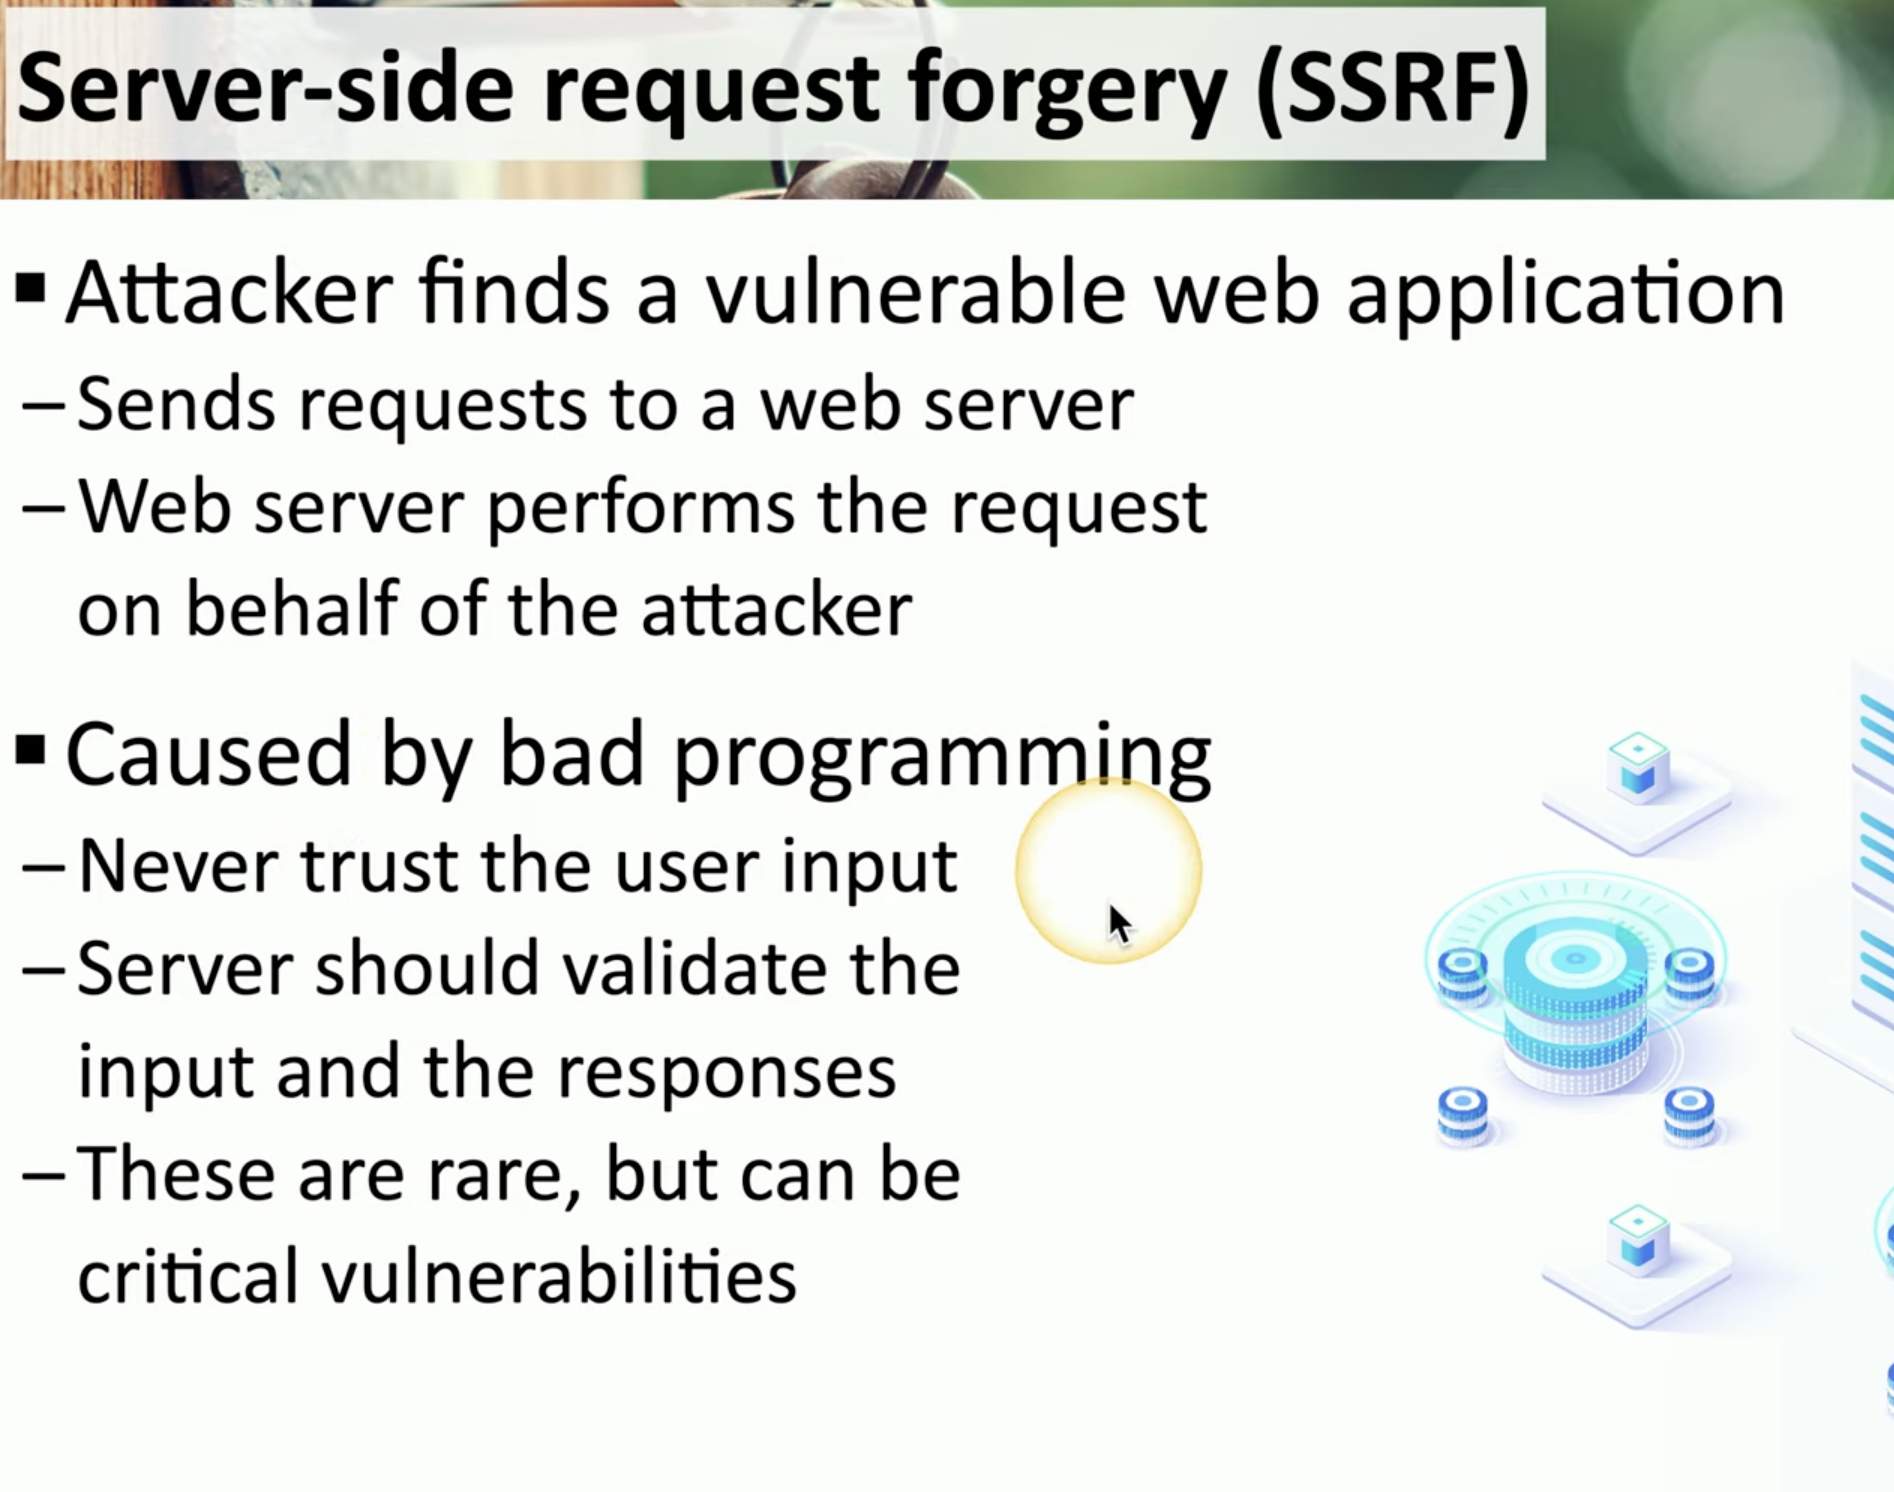 Server-side request forgery (SSRF)
▪ Attacker finds a vulnerable web application
– Sends requests to a web server
– Web server performs the request
on behalf of the attacker
▪ Caused by bad programming
– Never trust the user input
– Server should validate the
input and the responses
– These are rare, but can be
critical vulnerabilities